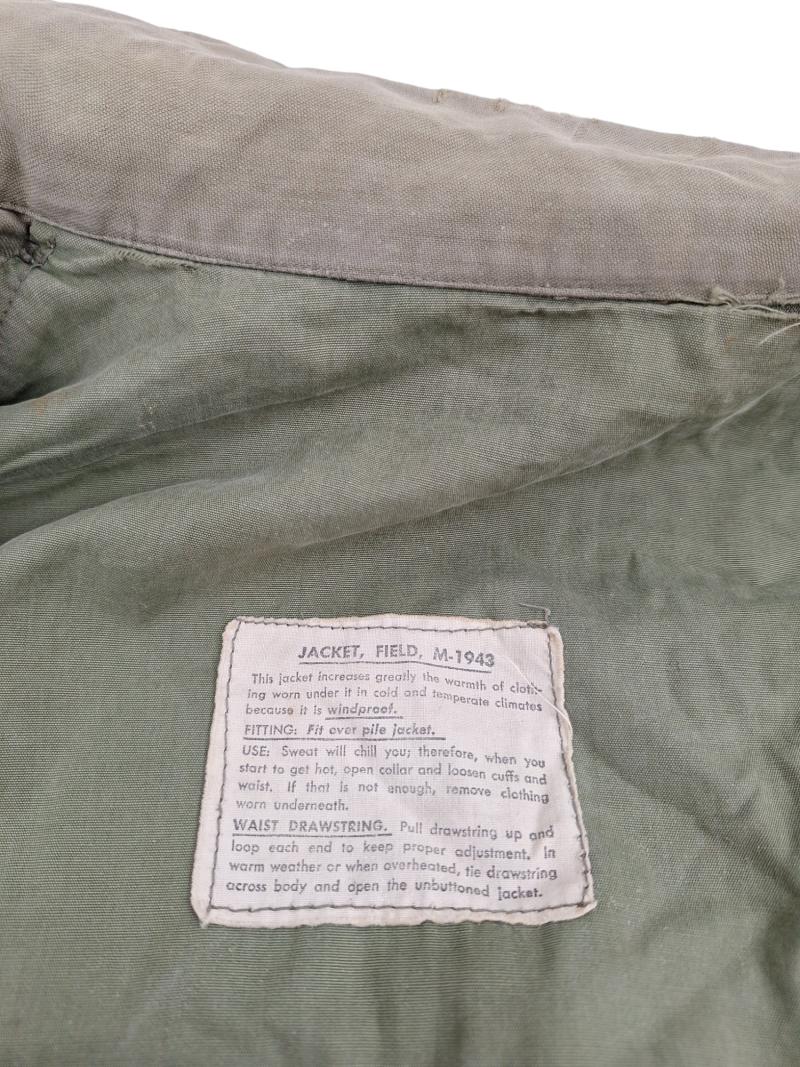 JACKET, FIELD, M-1943
This jacket increases greatly the warmth of cloth-
ing worn under it in cold and temperate climates
because it is windproof.
FITTING: Fit over pile jacket.
USE: Sweat will chill you; therefore, when you
start to get hot, open collar and loosen cuffs and
waist. If that is not enough, remove clothing
worn underneath.
WAIST DRAWSTRING. Pull drawstring up and
loop each end to keep proper adjustment. In
warm weather or when overheated, tie drawstring
across body and open the unbuttoned jacket.